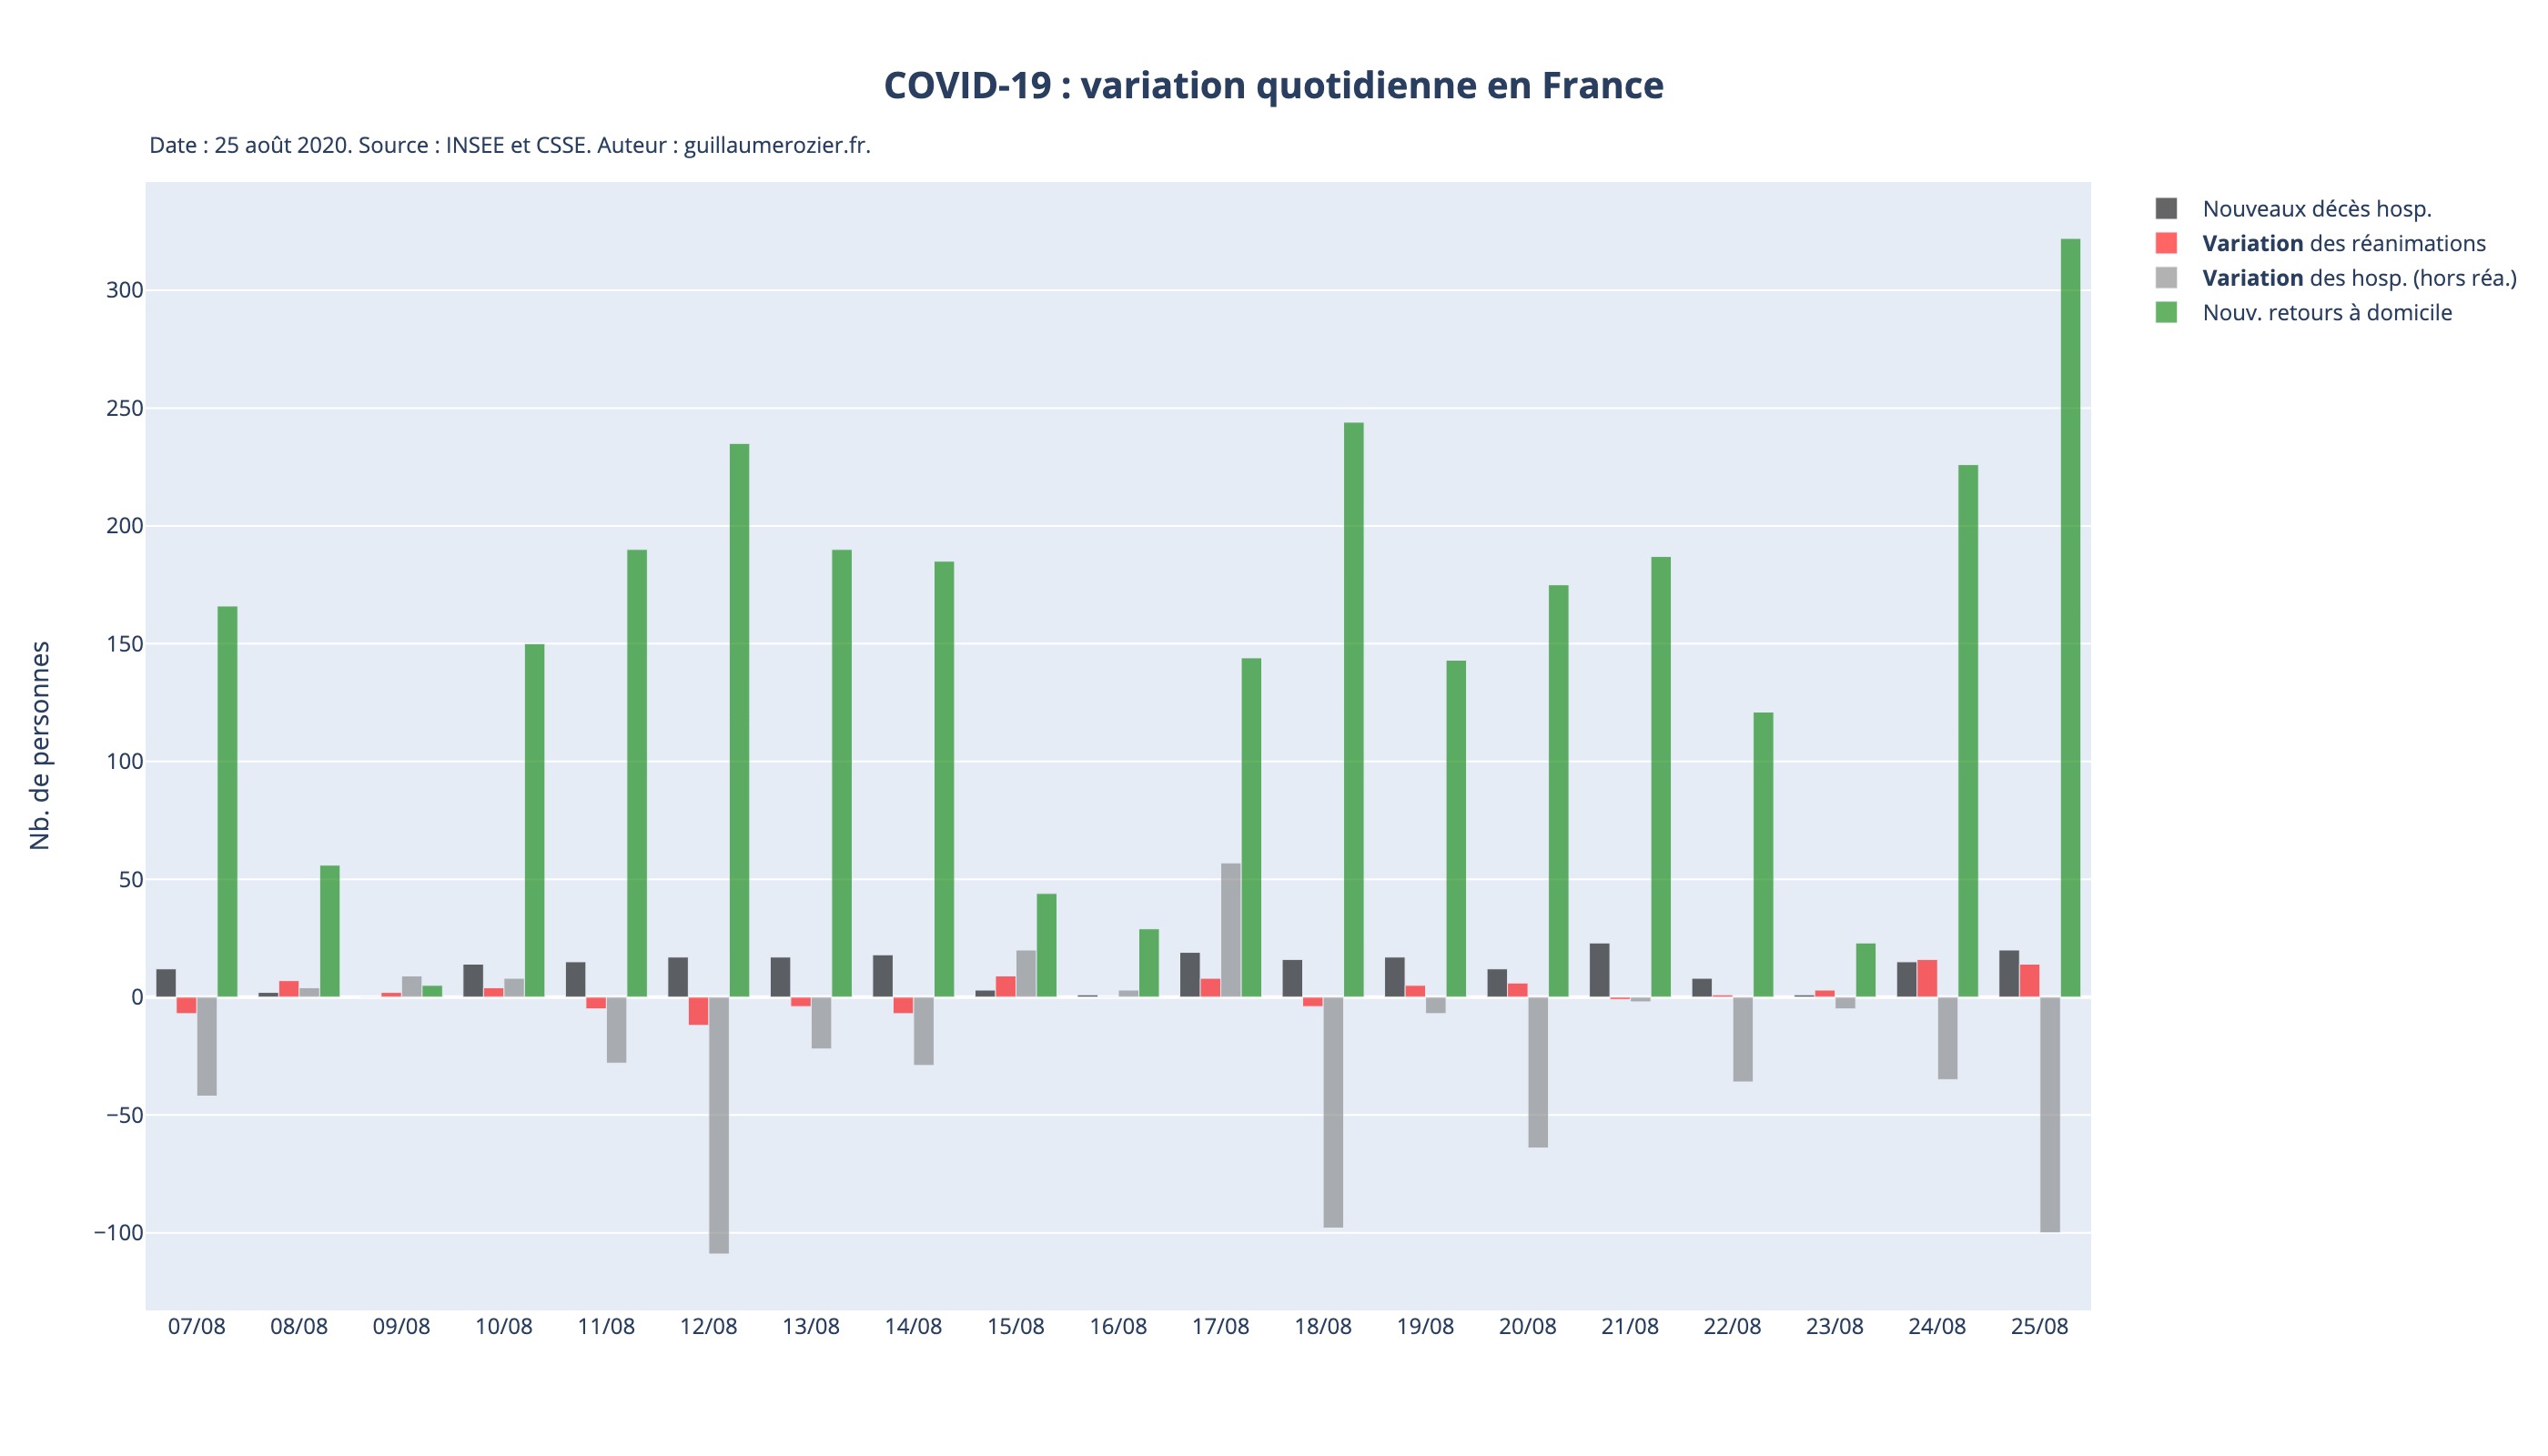 COVID-19 : variation quotidienne en France
Date : 25 août 2020. Source : INSEE et CSSE. Auteur : guillaumerozier.fr.
Nouveaux décès hosp.
Variation des réanimations
Variation des hosp. (hors réa.)
Nouv. retours à domicile
Nb. de personnes
300
250
200
150
100
50
0
−50
−100
07/08 08/08 09/08 10/08 11/08 12/08 13/08 14/08 15/08 16/08 17/08 18/08 19/08 20/08 21/08 22/08 23/08 24/08 25/08